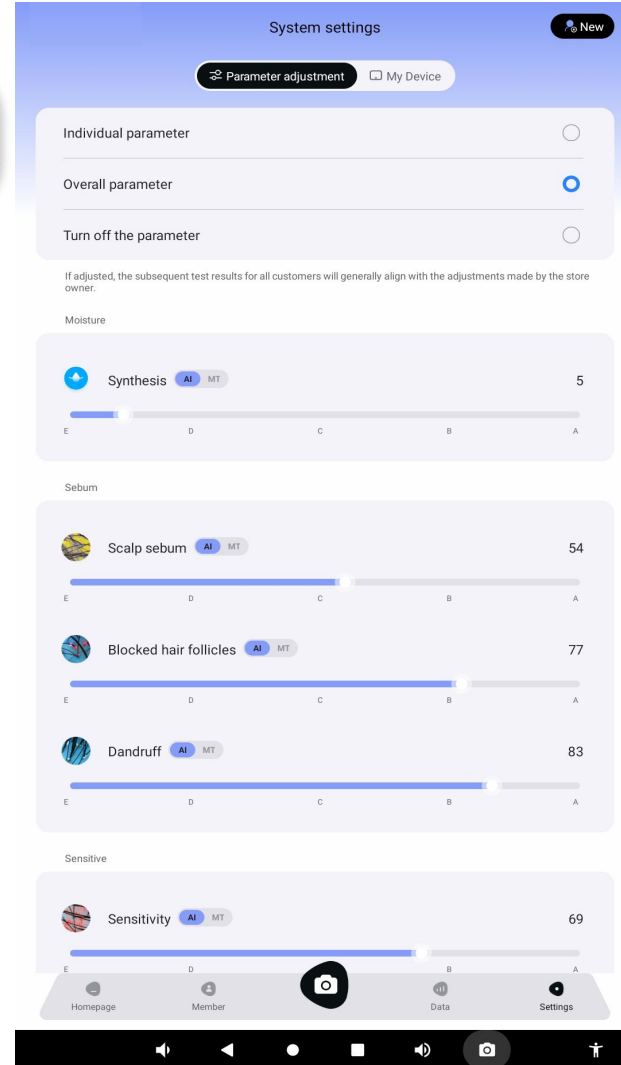 System settings
New
Parameter adjustment
My Device
Individual parameter
Overall parameter
Turn off the parameter
If adjusted, the subsequent test results for all customers will generally align with the adjustments made by the store
owner.
Moisture
Synthesis AI MT 5
E D C B A
Sebum
Scalp sebum AI MT 54
E D C B A
Blocked hair follicles AI MT 77
E D C B A
Dandruff AI MT 83
E D C B A
Sensitive
Sensitivity AI MT 69
E D B A
Homepage Member Data Settings